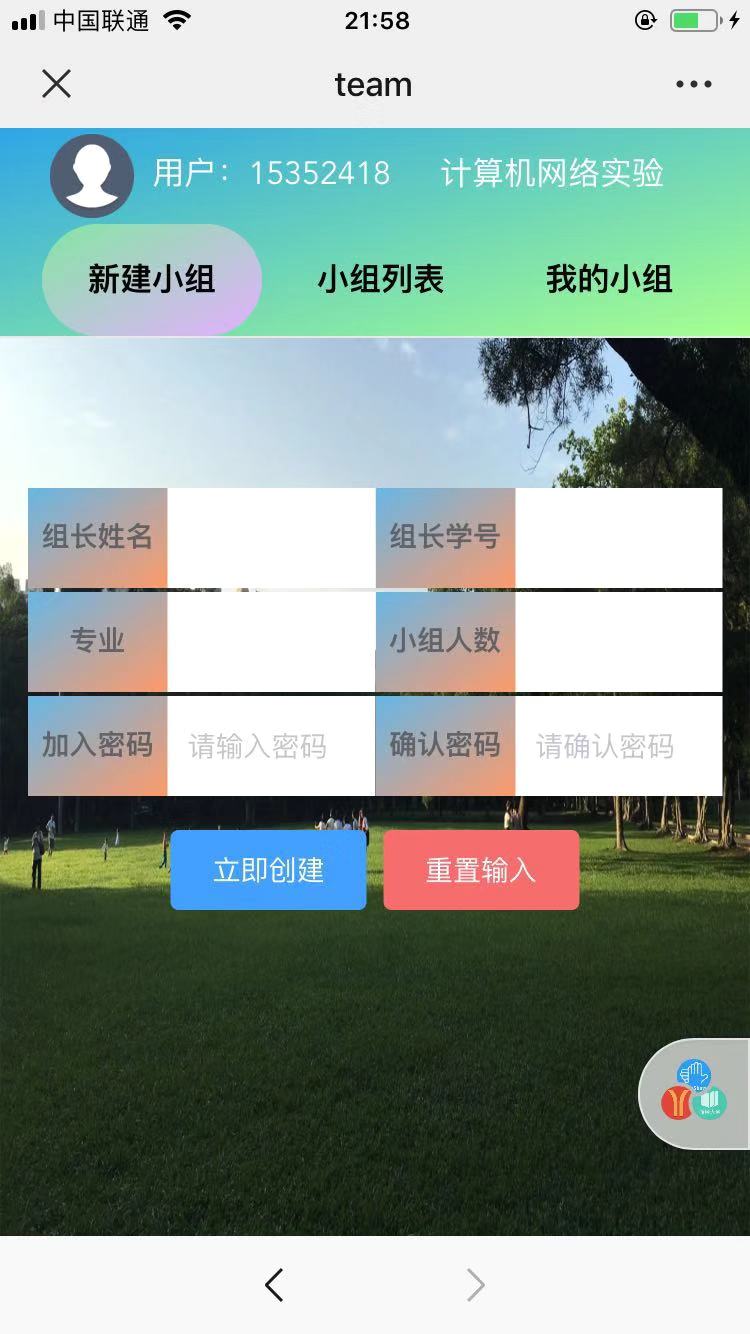 中国联通 21:58
team
用户：15352418 计算机网络实验
新建小组 小组列表 我的小组
组长姓名 组长学号
专业 小组人数
加入密码 请输入密码 确认密码 请确认密码
立即创建 重置输入